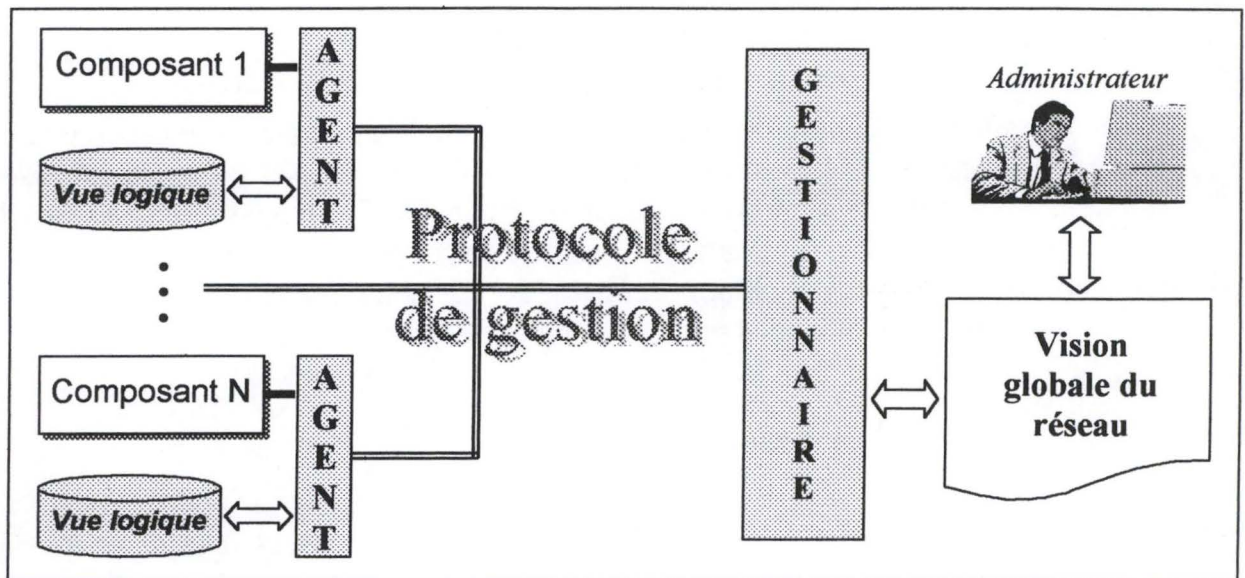 Composant 1
AGENT
Vue logique
Protocole
de gestion
Composant N
AGENT
Vue logique
GESTIONNAIRE
Administrateur
Vision
globale du
réseau